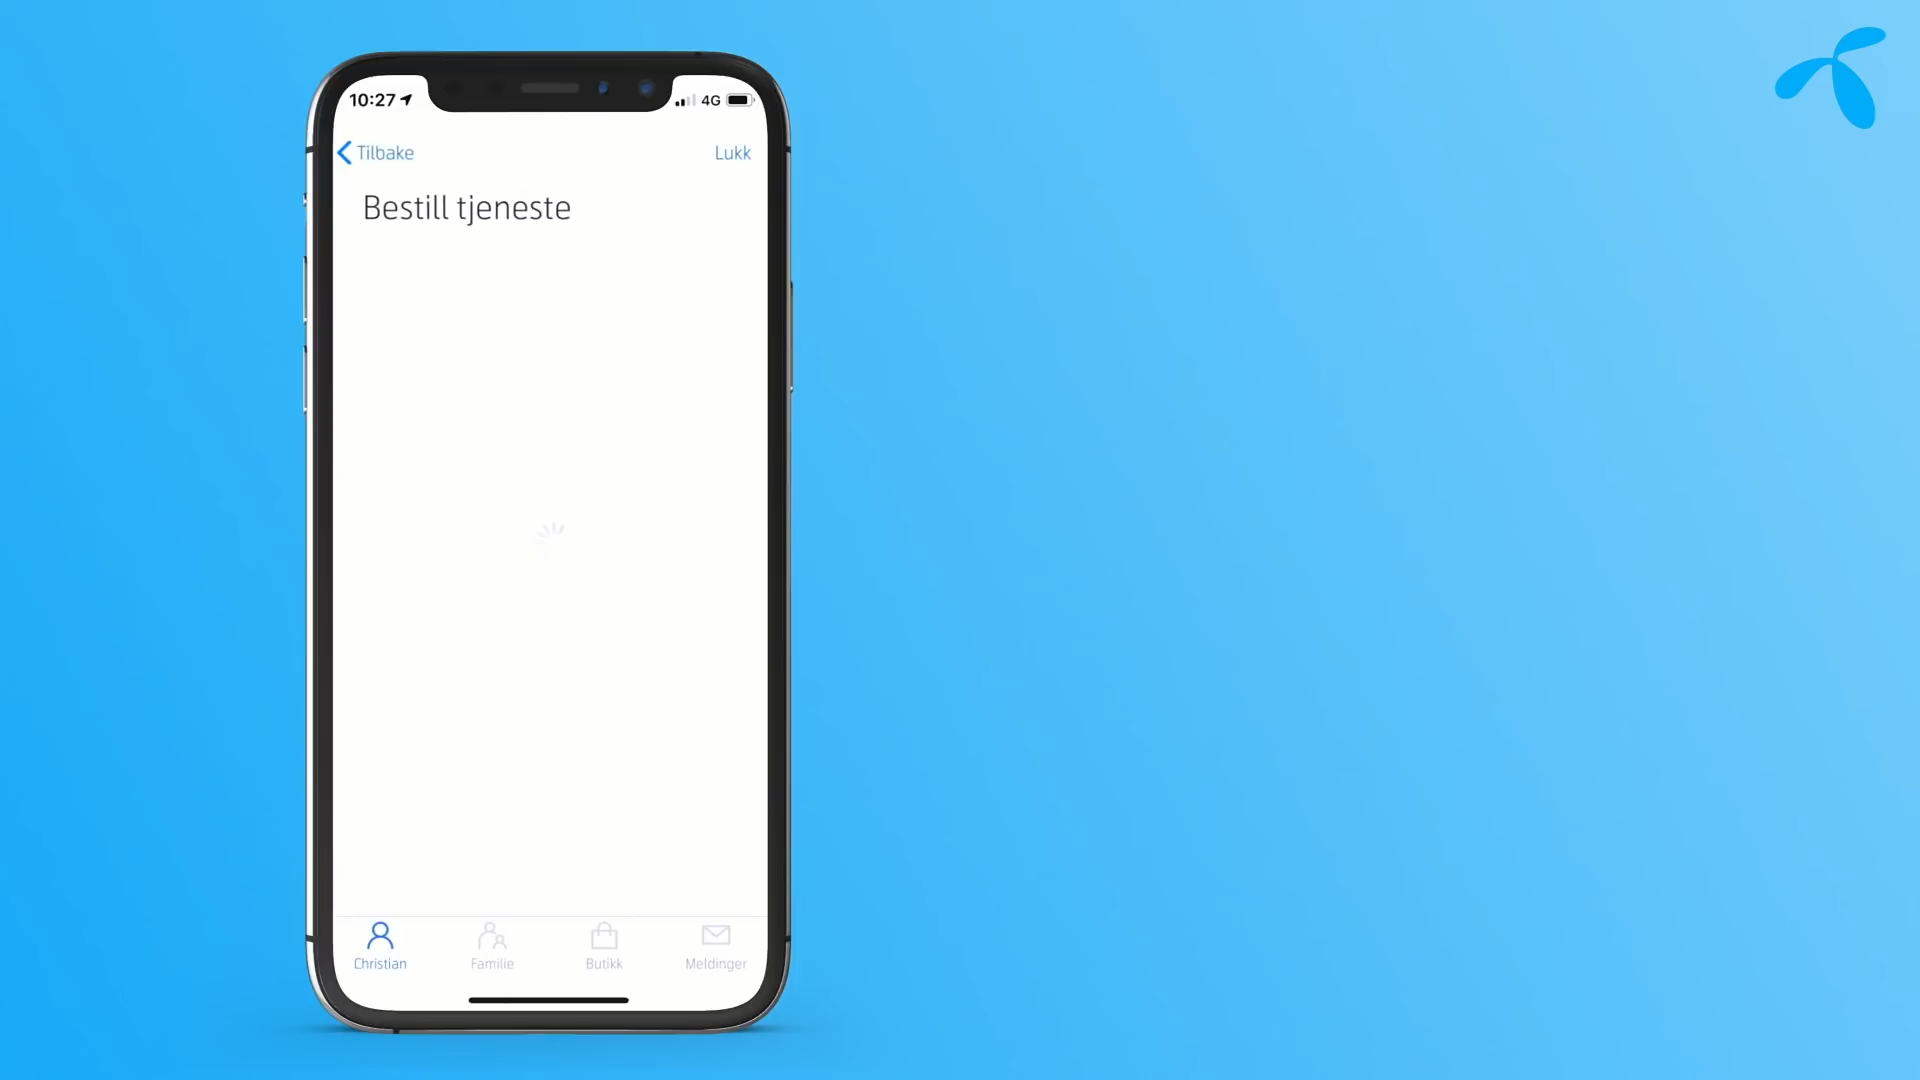 10:27
4G
Tilbake
Lukk
Bestill tjeneste
Christian
Familie
Butikk
Meldinger